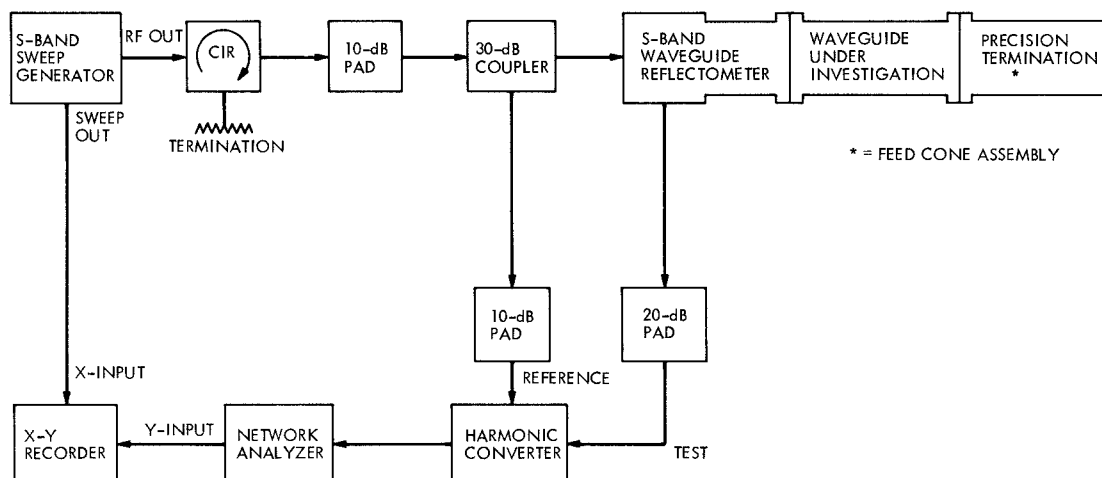 S-BAND
SWEEP
GENERATOR
RF OUT
CIR
10-dB
PAD
30-dB
COUPLER
S-BAND
WAVEGUIDE
REFLECTOMETER
WAVEGUIDE
UNDER
INVESTIGATION
PRECISION
TERMINATION
*
SWEEP
OUT
TERMINATION
* = FEED CONE ASSEMBLY
10-dB
PAD
20-dB
PAD
X-INPUT
REFERENCE
X-Y
RECORDER
Y-INPUT
NETWORK
ANALYZER
HARMONIC
CONVERTER
TEST